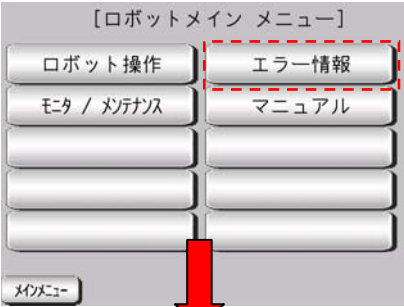 [ロボットメイン メニュー]
ロボット操作
エラー情報
ﾓﾆﾀ / ﾒﾝﾃﾅﾝｽ
マニュアル
ﾒｲﾝﾒﾆｭｰ